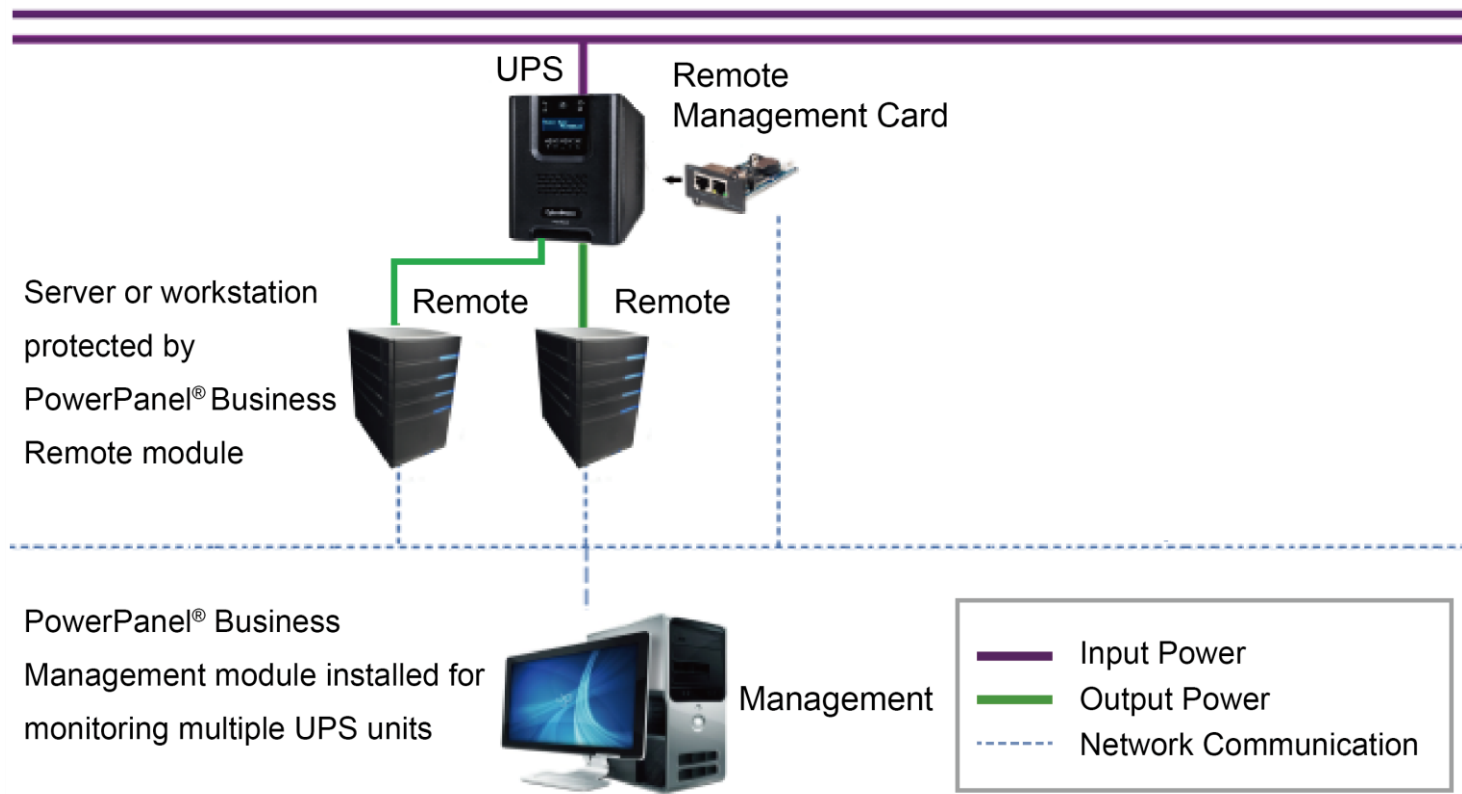 UPS
Remote
Management Card
Server or workstation
protected by
PowerPanel® Business
Remote module
Remote
Remote
PowerPanel® Business
Management module installed for
monitoring multiple UPS units
Management
Input Power
Output Power
Network Communication